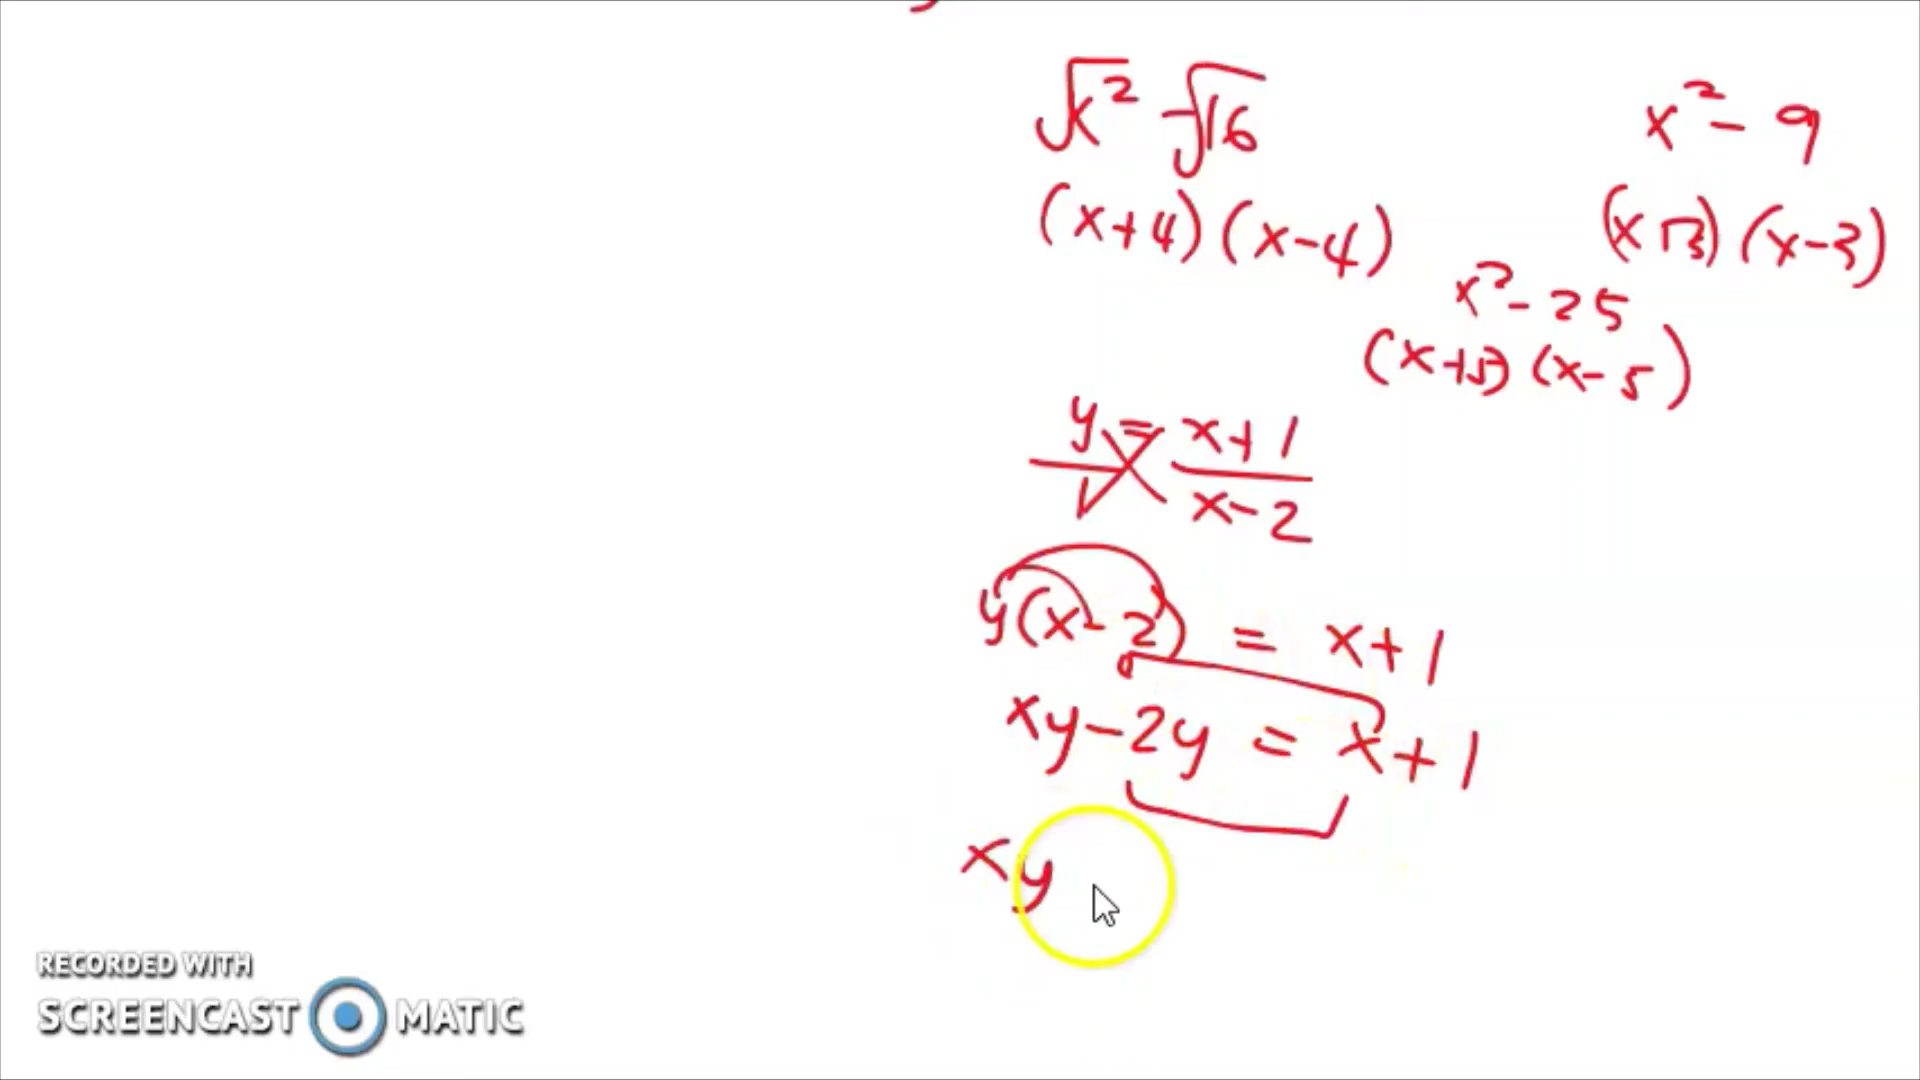 √x² - √16
x² - 9
(x+4)(x-4)
(x+3)(x-3)
x² - 25
(x+5)(x-5)
y = x+1
1 x-2
y(x-2) = x+1
xy-2y = x+1
xy
RECORDED WITH
SCREENCAST MATIC